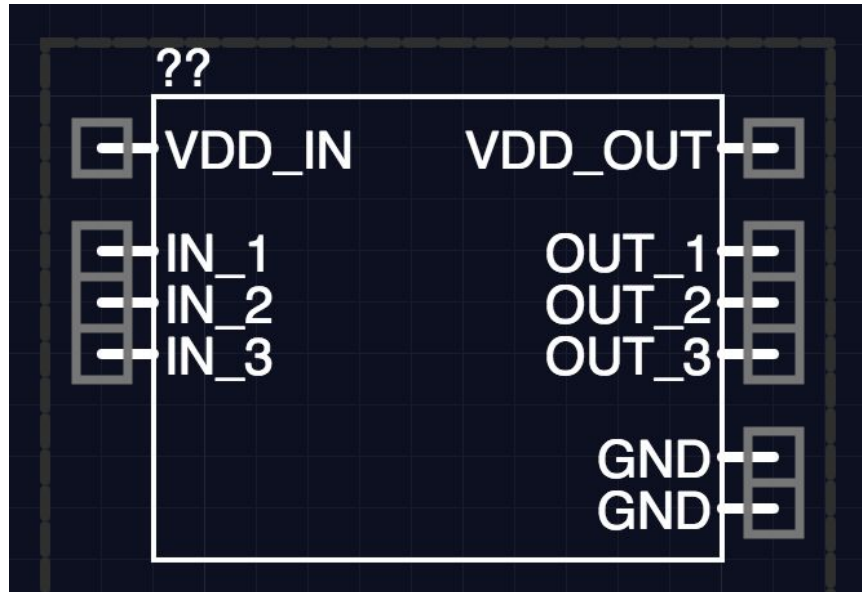 ??
VDD_IN VDD_OUT
IN_1 OUT_1
IN_2 OUT_2
IN_3 OUT_3
GND
GND